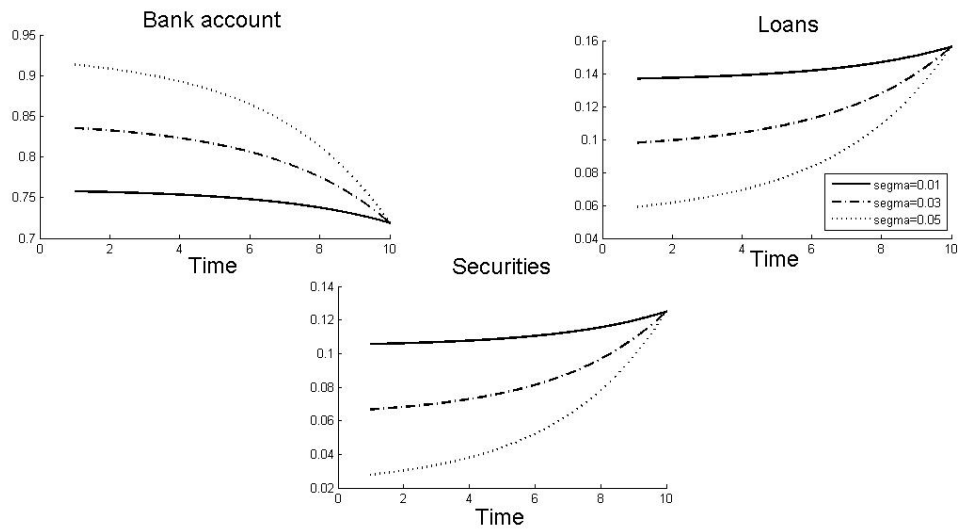 Bank account
0.95
0.9
0.85
0.8
0.75
0.7
0 2 4 6 8 10
Time
Loans
0.16
0.14
0.12
0.1
0.08
0.06
0.04
0 2 4 6 8 10
Time
segma=0.01
segma=0.03
segma=0.05
Securities
0.14
0.12
0.1
0.08
0.06
0.04
0.02
0 2 4 6 8 10
Time